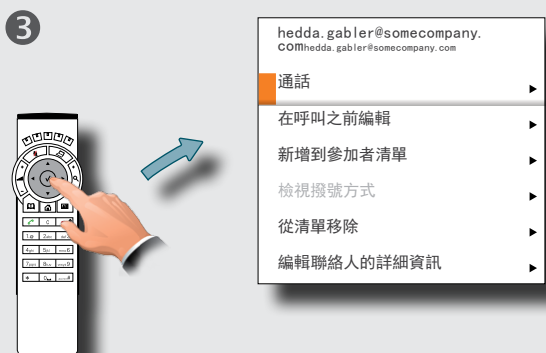 3
hedda.gabler@somecompany.
comhedda.gabler@somecompany.com
通話
在呼叫之前編輯
新增到參加者清單
檢視撥號方式
從清單移除
編輯聯絡人的詳細資訊